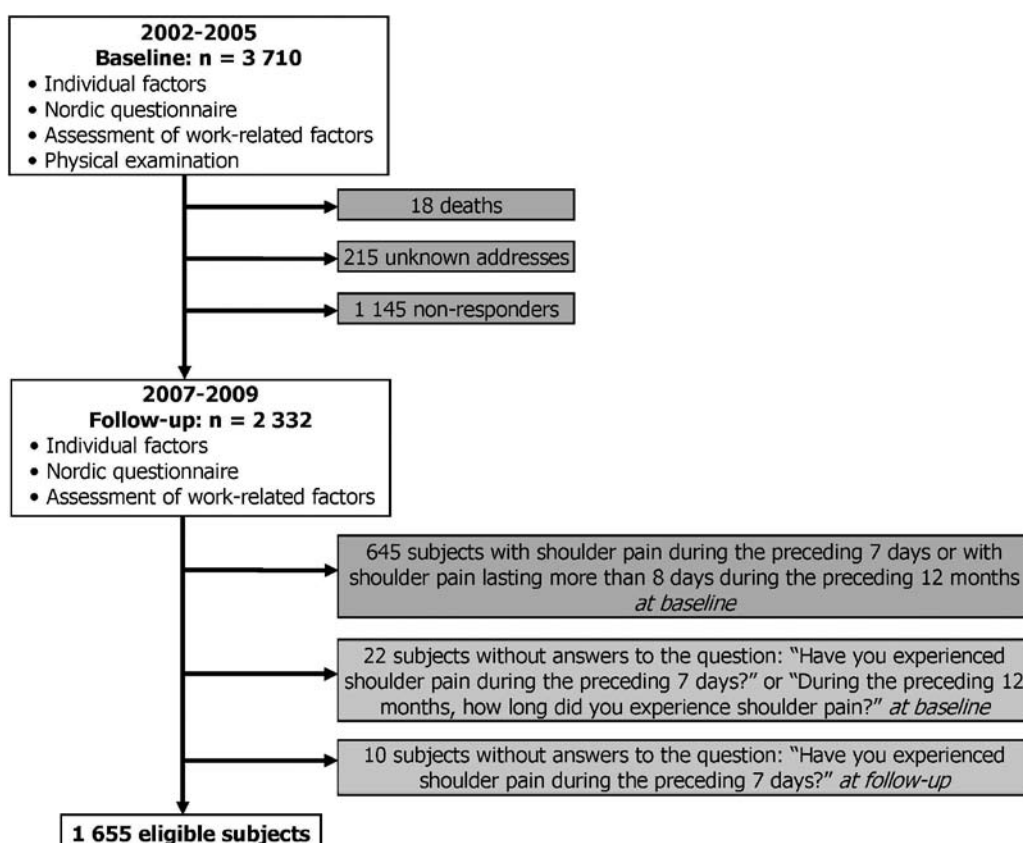 2002-2005
Baseline: n = 3 710
• Individual factors
• Nordic questionnaire
• Assessment of work-related factors
• Physical examination
18 deaths
215 unknown addresses
1 145 non-responders
2007-2009
Follow-up: n = 2 332
• Individual factors
• Nordic questionnaire
• Assessment of work-related factors
645 subjects with shoulder pain during the preceding 7 days or with
shoulder pain lasting more than 8 days during the preceding 12 months
at baseline
22 subjects without answers to the question: “Have you experienced
shoulder pain during the preceding 7 days?” or “During the preceding 12
months, how long did you experience shoulder pain?” at baseline
10 subjects without answers to the question: “Have you experienced
shoulder pain during the preceding 7 days?” at follow-up
1 655 eligible subjects